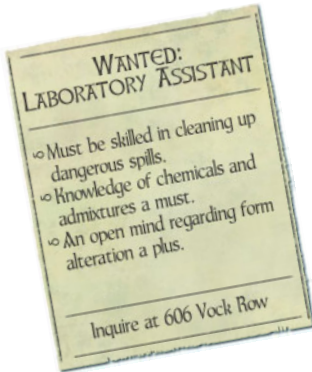 WANTED:
LABORATORY ASSISTANT
Must be skilled in cleaning up
dangerous spills.
Knowledge of chemicals and
admixtures a must.
An open mind regarding form
alteration a plus.
Inquire at 606 Vock Row